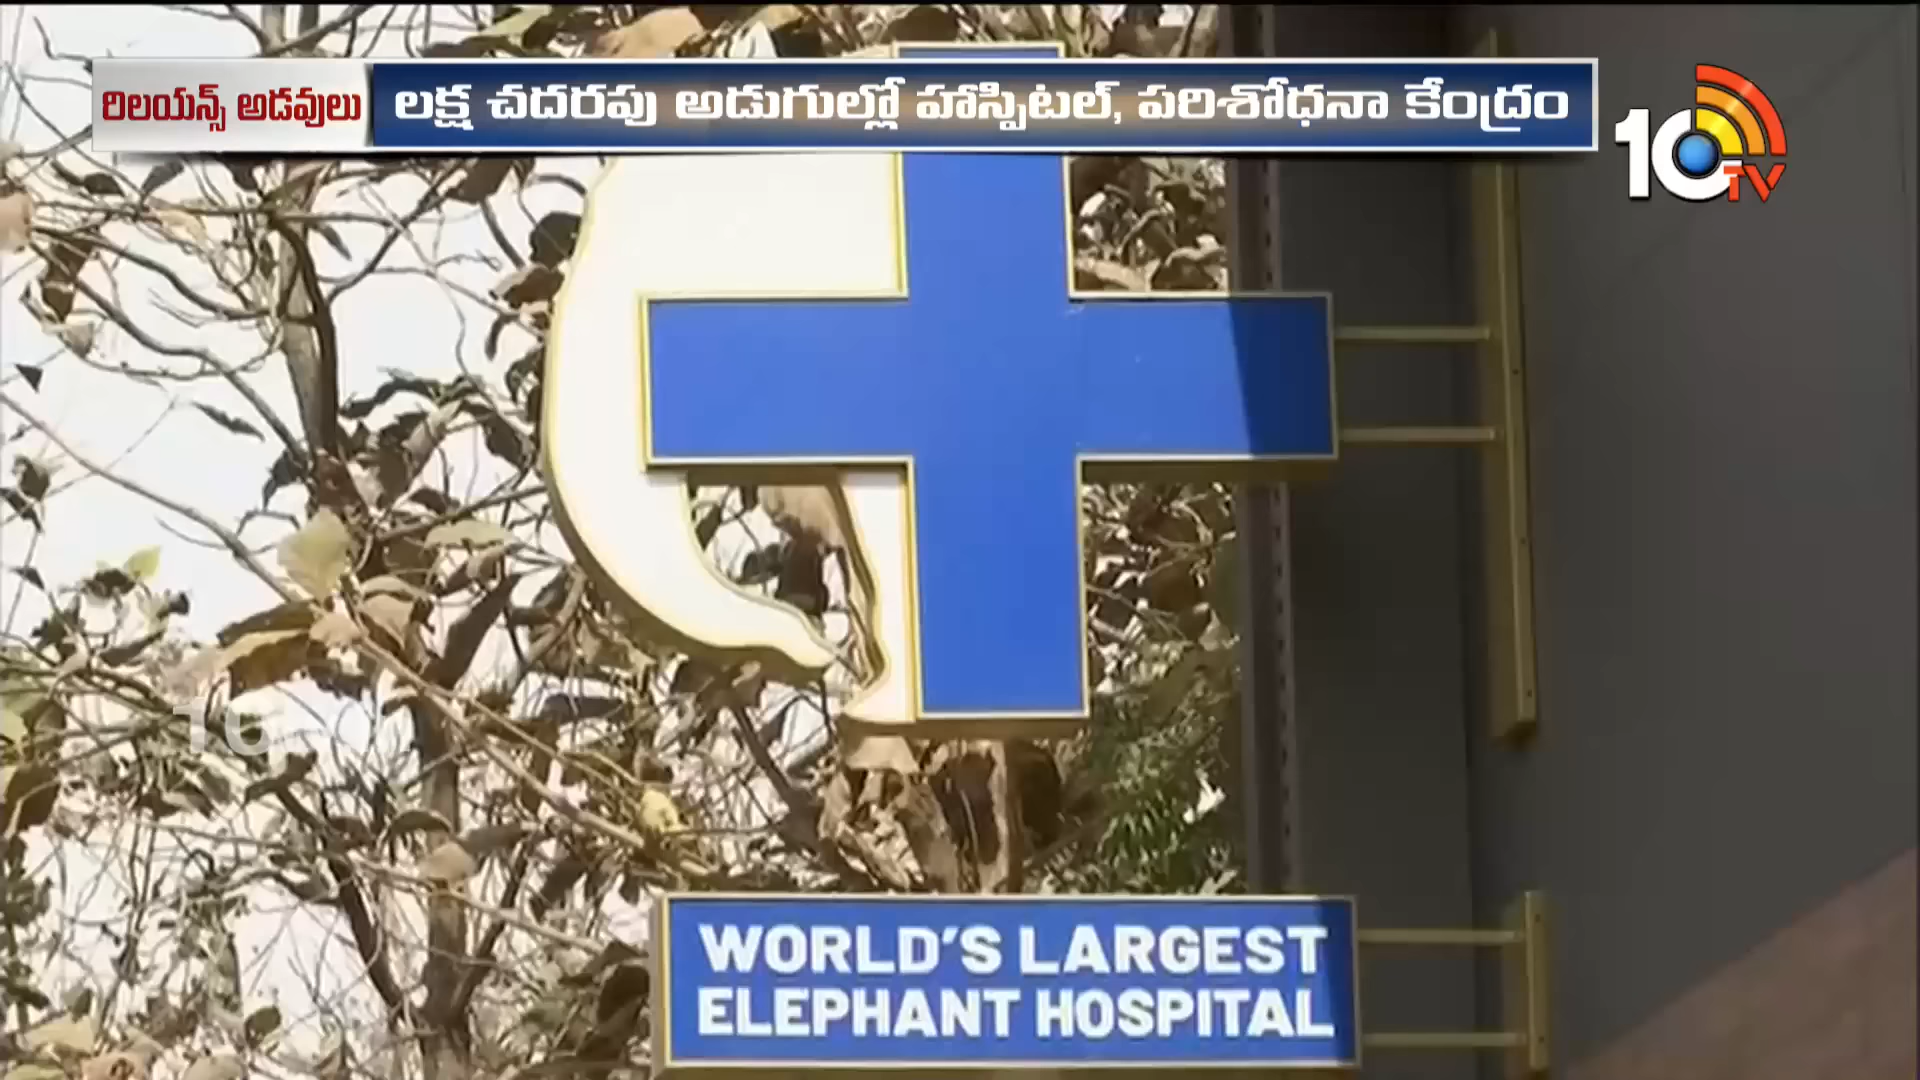 రిలయన్స్ అడవులు
లక్ష చదరపు అడుగుల్లో హాస్పిటల్, పరిశోధనా కేంద్రం
10TV
WORLD'S LARGEST
ELEPHANT HOSPITAL